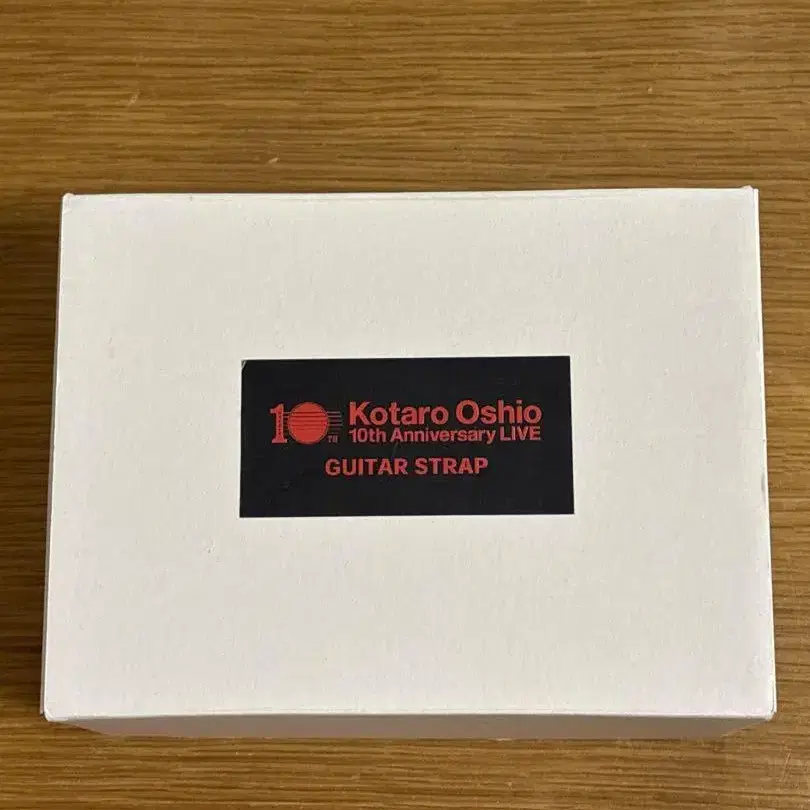 10TH Kotaro Oshio
10th Anniversary LIVE
GUITAR STRAP